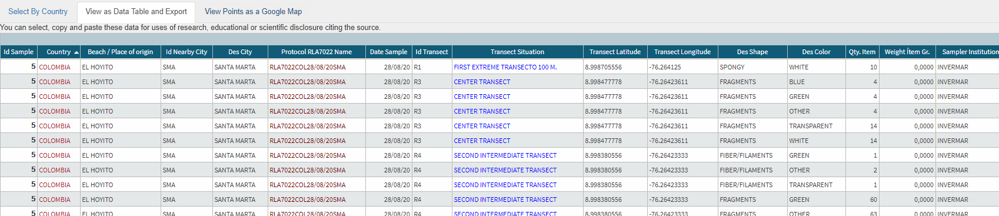 Select By Country View as Data Table and Export View Points as a Google Map
You can select, copy and paste these data for uses of research, educational or scientific disclosure citing the source.
Id Sample Country Beach / Place of origin Id Nearby City Des City Protocol RLA7022 Name Date Sample Id Transect Transect Situation Transect Latitude Transect Longitude Des Shape Des Color Qty. Item Weight Ítem Gr. Sampler Institution
5 COLOMBIA EL HOYITO SMA SANTA MARTA RLA7022COL28/08/20SMA 28/08/20 R1 FIRST EXTREME TRANSECTO 100 M. 8.998705556 -76.264125 SPONGY WHITE 10 0,0000 INVERMAR
5 COLOMBIA EL HOYITO SMA SANTA MARTA RLA7022COL28/08/20SMA 28/08/20 R3 CENTER TRANSECT 8.998477778 -76.26423611 FRAGMENTS BLUE 4 0,0000 INVERMAR
5 COLOMBIA EL HOYITO SMA SANTA MARTA RLA7022COL28/08/20SMA 28/08/20 R3 CENTER TRANSECT 8.998477778 -76.26423611 FRAGMENTS GREEN 4 0,0000 INVERMAR
5 COLOMBIA EL HOYITO SMA SANTA MARTA RLA7022COL28/08/20SMA 28/08/20 R3 CENTER TRANSECT 8.998477778 -76.26423611 FRAGMENTS OTHER 4 0,0000 INVERMAR
5 COLOMBIA EL HOYITO SMA SANTA MARTA RLA7022COL28/08/20SMA 28/08/20 R3 CENTER TRANSECT 8.998477778 -76.26423611 FRAGMENTS TRANSPARENT 14 0,0000 INVERMAR
5 COLOMBIA EL HOYITO SMA SANTA MARTA RLA7022COL28/08/20SMA 28/08/20 R3 CENTER TRANSECT 8.998477778 -76.26423611 FRAGMENTS WHITE 14 0,0000 INVERMAR
5 COLOMBIA EL HOYITO SMA SANTA MARTA RLA7022COL28/08/20SMA 28/08/20 R4 SECOND INTERMEDIATE TRANSECT 8.998380556 -76.26423333 FIBER/FILAMENTS GREEN 1 0,0000 INVERMAR
5 COLOMBIA EL HOYITO SMA SANTA MARTA RLA7022COL28/08/20SMA 28/08/20 R4 SECOND INTERMEDIATE TRANSECT 8.998380556 -76.26423333 FIBER/FILAMENTS OTHER 2 0,0000 INVERMAR
5 COLOMBIA EL HOYITO SMA SANTA MARTA RLA7022COL28/08/20SMA 28/08/20 R4 SECOND INTERMEDIATE TRANSECT 8.998380556 -76.26423333 FIBER/FILAMENTS TRANSPARENT 1 0,0000 INVERMAR
5 COLOMBIA EL HOYITO SMA SANTA MARTA RLA7022COL28/08/20SMA 28/08/20 R4 SECOND INTERMEDIATE TRANSECT 8.998380556 -76.26423333 FRAGMENTS GREEN 60 0,0000 INVERMAR
5 COLOMBIA EL HOYITO SMA SANTA MARTA RLA7022COL28/08/20SMA 28/08/20 R4 SECOND INTERMEDIATE TRANSECT 8.998380556 -76.26423333 FRAGMENTS OTHER 63 0,0000 INVERMAR